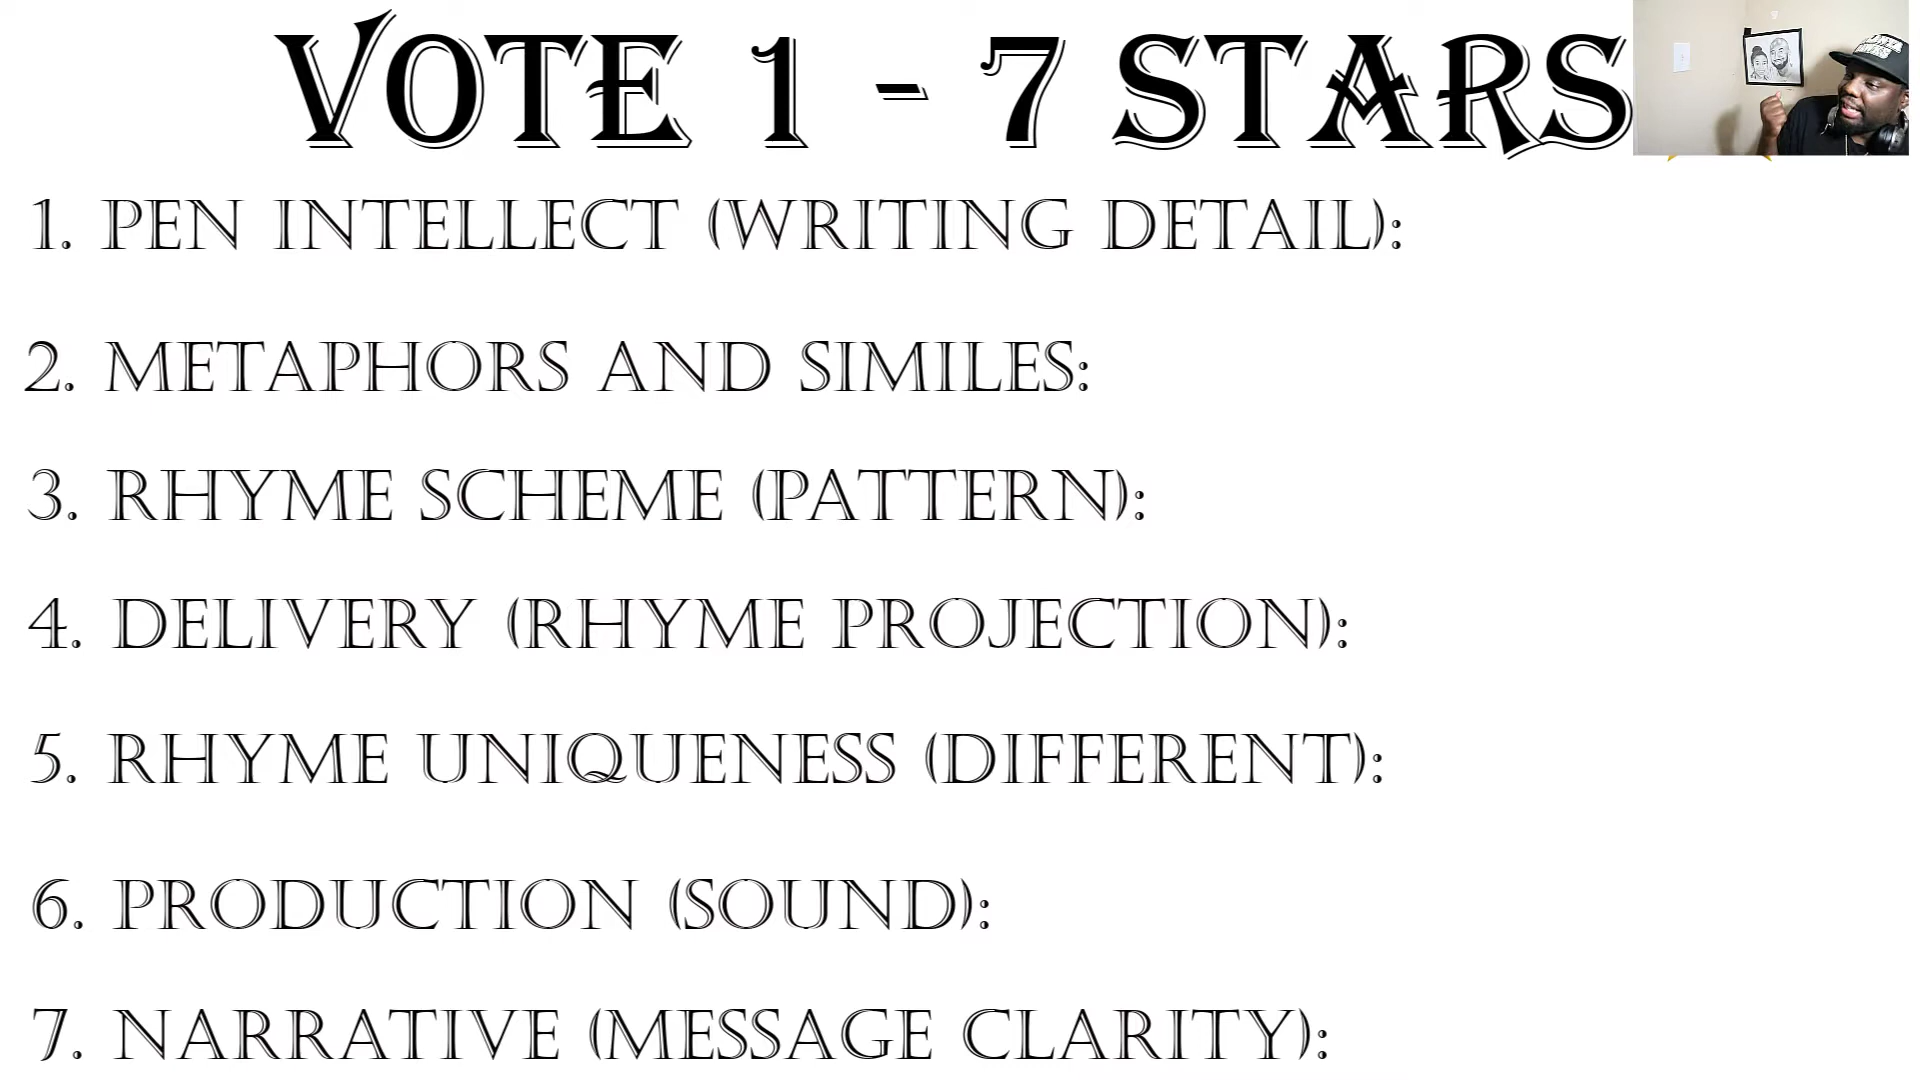 VOTE 1 - 7 STARS
1. PEN INTELLECT (WRITING DETAIL):
2. METAPHORS AND SIMILES:
3. RHYME SCHEME (PATTERN):
4. DELIVERY (RHYME PROJECTION):
5. RHYME UNIQUENESS (DIFFERENT):
6. PRODUCTION (SOUND):
7. NARRATIVE (MESSAGE CLARITY):